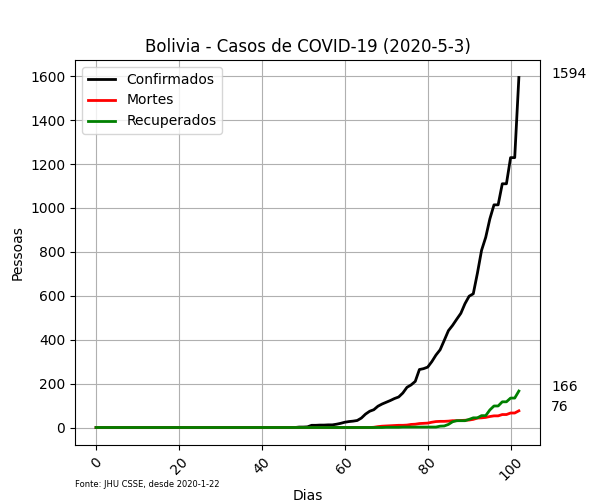 Bolivia - Casos de COVID-19 (2020-5-3)
Confirmados
Mortes
Recuperados
1594
166
76
Pessoas
1600
1400
1200
1000
800
600
400
200
0
0
20
40
60
80
100
Fonte: JHU CSSE, desde 2020-1-22
Dias